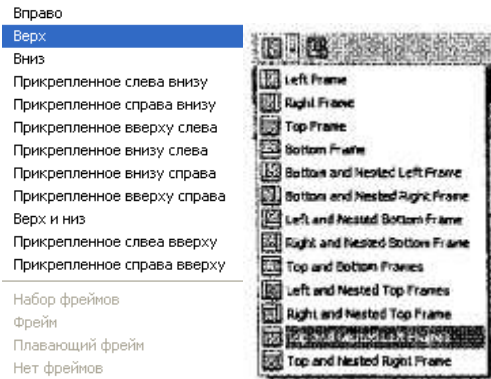 Вправо
Верх
Вниз
Прикрепленное слева внизу
Прикрепленное справа внизу
Прикрепленное вверху слева
Прикрепленное внизу слева
Прикрепленное внизу справа
Прикрепленное вверху справа
Верх и низ
Прикрепленное слвеа вверху
Прикрепленное справа вверху
Набор фреймов
Фрейм
Плавающий фрейм
Нет фреймов
Left Frame
Right Frame
Top Frame
Bottom Frame
Bottom and Nested Left Frame
Bottom and Nested Right Frame
Left and Nested Bottom Frame
Right and Nested Bottom Frame
Top and Bottom Frames
Left and Nested Top Frames
Right and Nested Top Frame
Top and Nested Right Frame